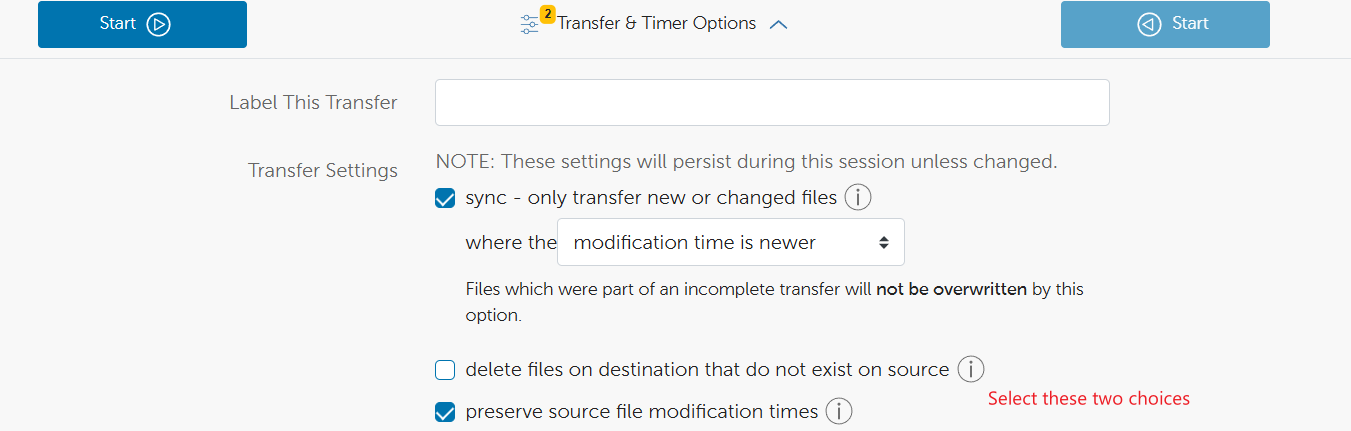 Start
2
Transfer & Timer Options
Start
Label This Transfer
Transfer Settings
NOTE: These settings will persist during this session unless changed.
sync - only transfer new or changed files
where the modification time is newer
Files which were part of an incomplete transfer will not be overwritten by this
option.
delete files on destination that do not exist on source
Select these two choices
preserve source file modification times